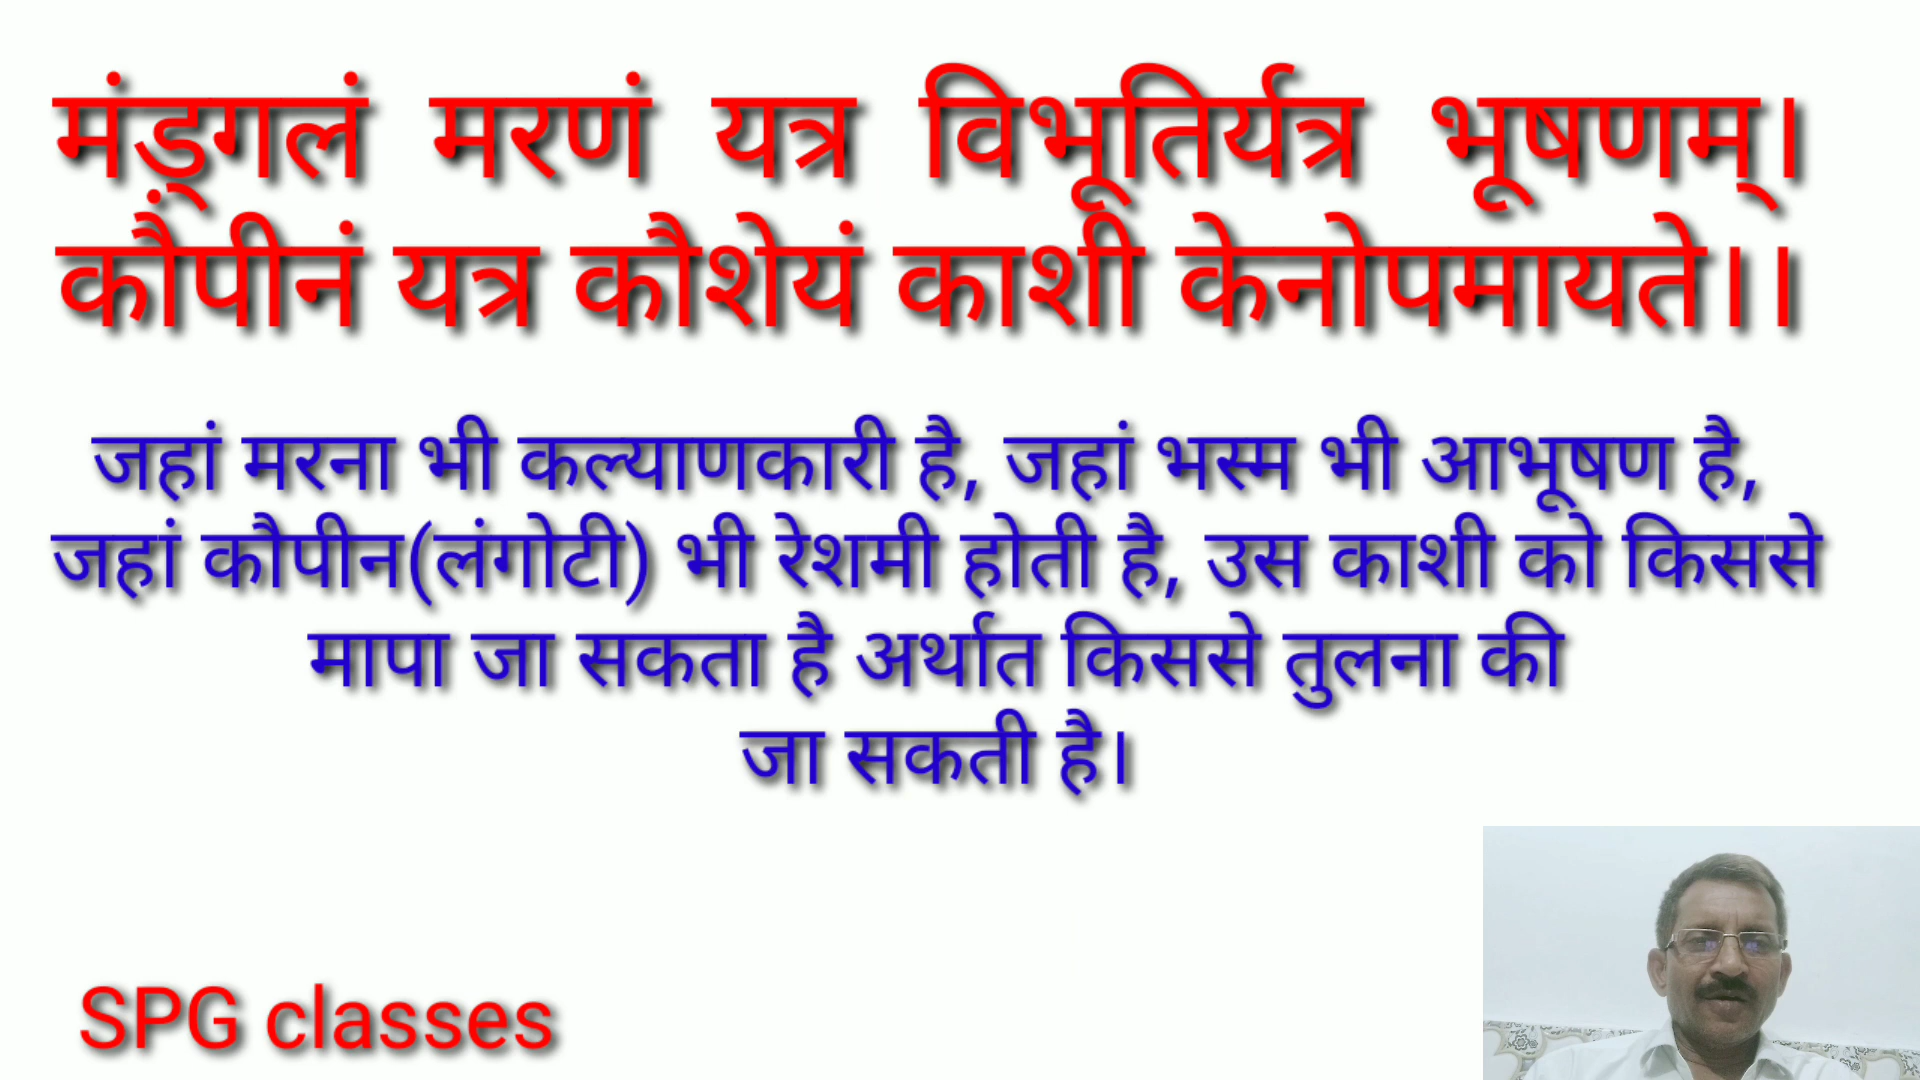 मंड़्गलं मरणं यत्र विभूतिर्यत्र भूषणम्।
कौपीनं यत्र कौशेयं काशी केनोपमायते।।
जहां मरना भी कल्याणकारी है, जहां भस्म भी आभूषण है,
जहां कौपीन(लंगोटी) भी रेशमी होती है, उस काशी को किससे
मापा जा सकता है अर्थात किससे तुलना की
जा सकती है।
SPG classes